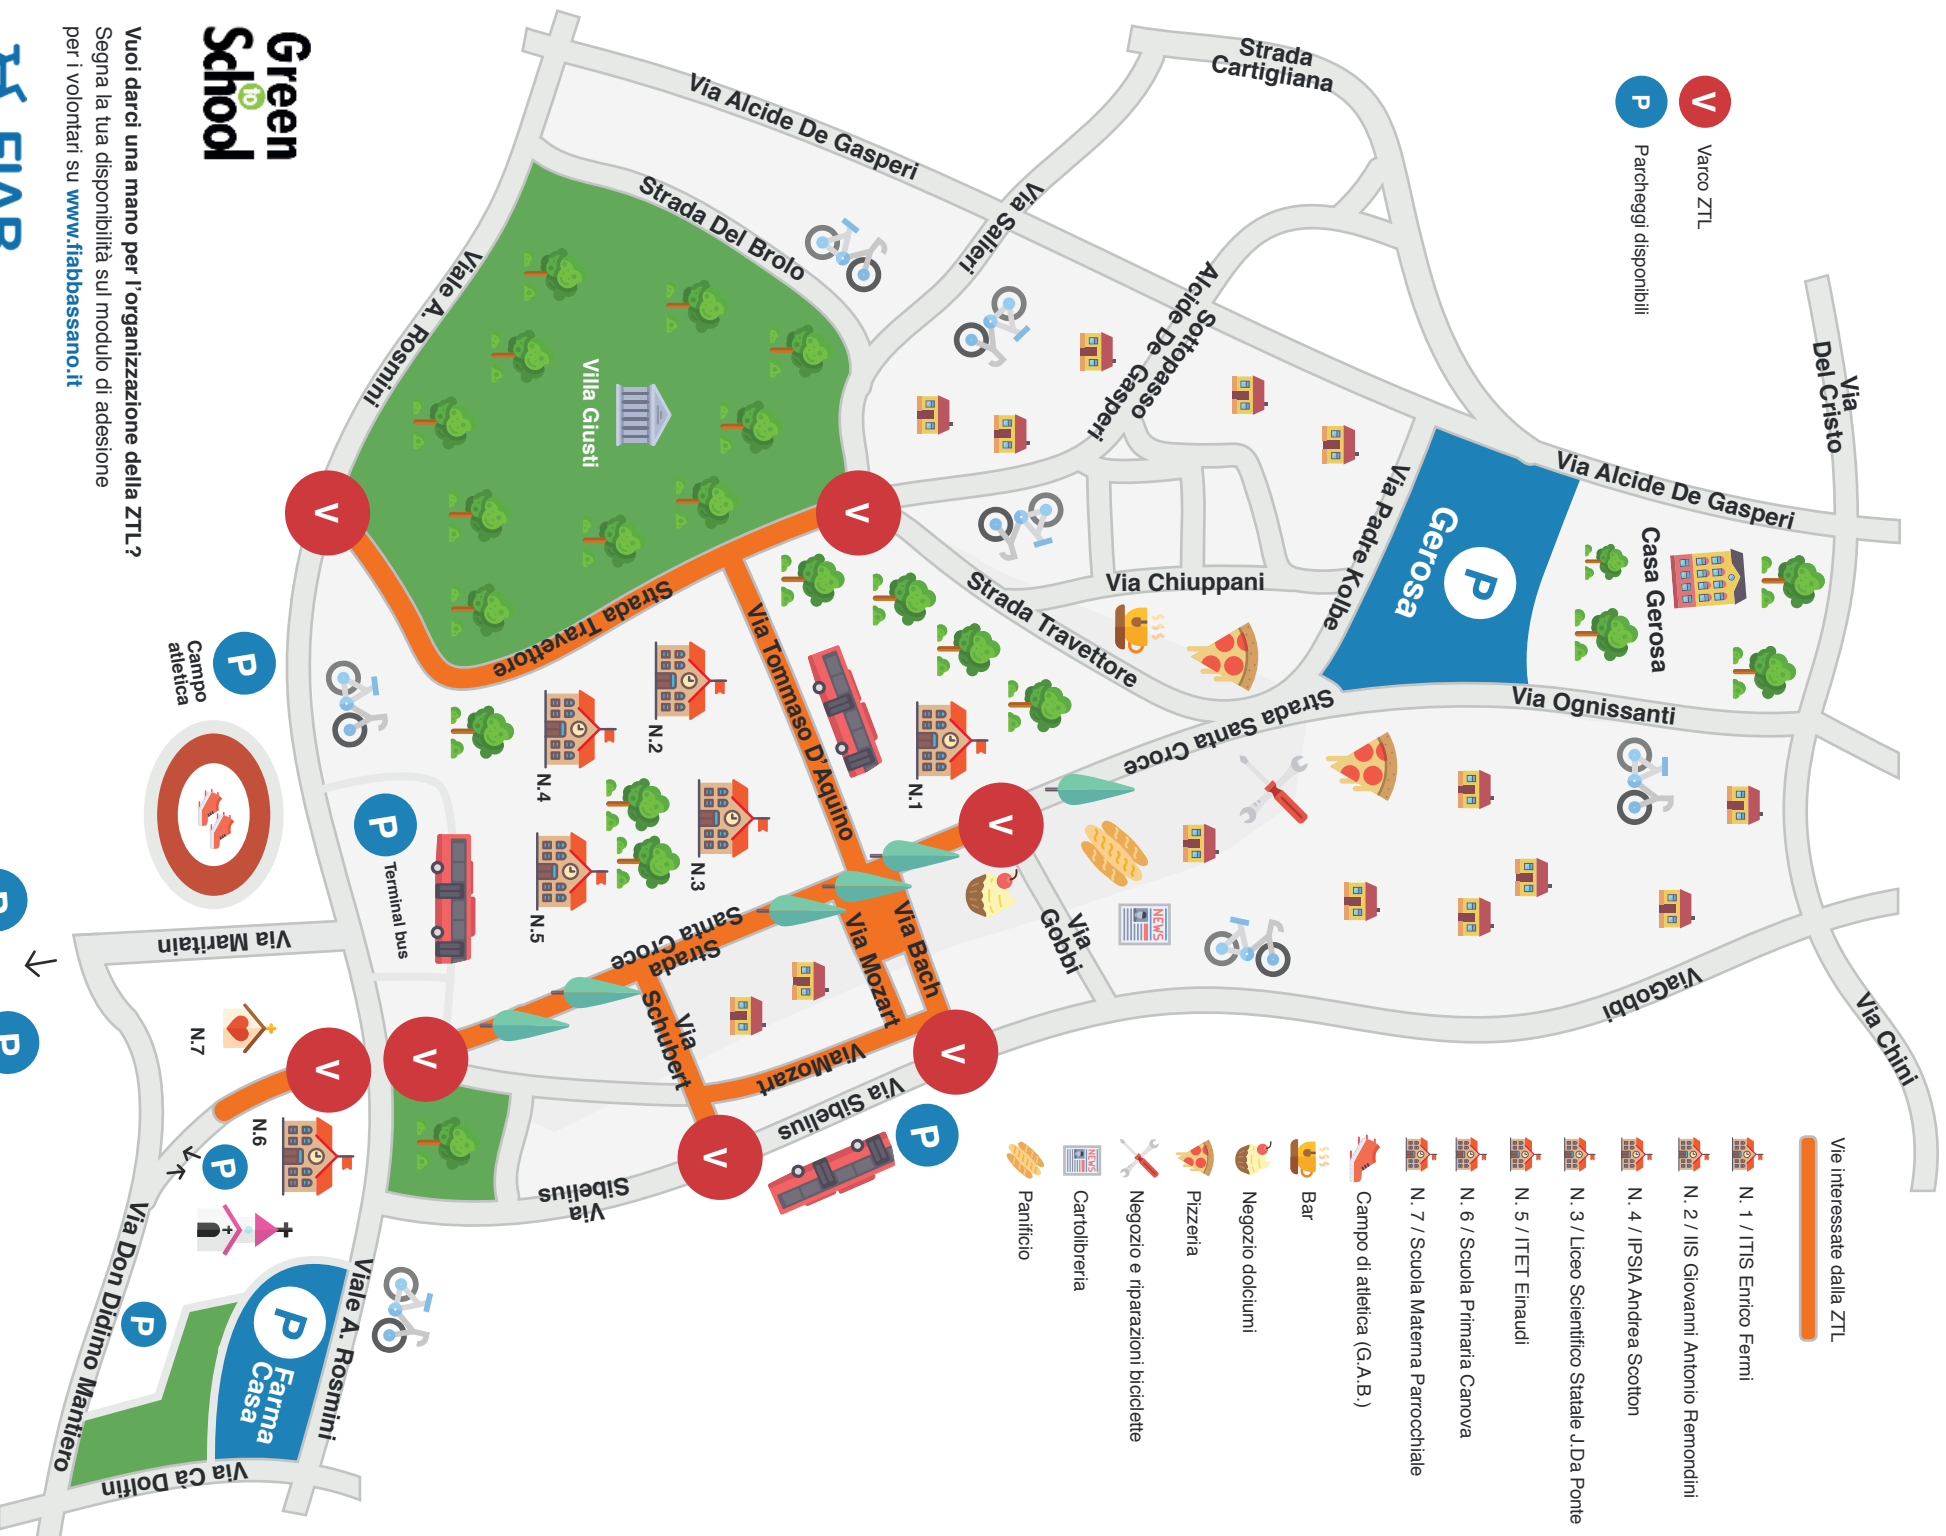 Green
to
School
Vuoi darci una mano per l'organizzazione della ZTL?
Segna la tua disponibilità sul modulo di adesione
per i volontari su www.fiabbassano.it
FIAB
V
Varco ZTL
P
Parcheggi disponibili
Via
Del Cristo
Strada
Cartigliana
Via Alcide De Gasperi
Via Salieri
Strada Del Brolo
Viale A. Rosmini
Villa Giusti
Sottopasso
Alcide De Gasperi
Via Alcide De Gasperi
Casa Gerosa
P
Gerosa
Via Padre Kolbe
Via Chiuppani
Strada Travettore
Via Ognissanti
Strada Santa Croce
V
V
Strada Travettore
Via Tommaso D'Aquino
N.1
N.2
N.3
N.4
N.5
P
Campo
atletica
P
Terminal bus
V
Via
Gobbi
ViaGobbi
Via Chini
Via Bach
Via Mozart
Strada
Santa Croce
Via
Schubert
ViaMozart
Via Sibelius
V
V
V
V
P
NEWS
Via
Sibelius
Via Maritain
N.7
N.6
P
P
P
P
Via Don Didimo Mantiero
Viale A. Rosmini
P
Farma
Casa
Via Cà Dolfin
Vie interessate dalla ZTL
N. 1 / ITIS Enrico Fermi
N. 2 / IIS Giovanni Antonio Remondini
N. 4 / IPSIA Andrea Scotton
N. 3 / Liceo Scientifico Statale J.Da Ponte
N. 5 / ITET Einaudi
N. 6 / Scuola Primaria Canova
N. 7 / Scuola Materna Parrocchiale
Campo di atletica (G.A.B.)
Bar
Negozio dolciumi
Pizzeria
Negozio e riparazioni biciclette
NEWS
Cartolibreria
Panificio